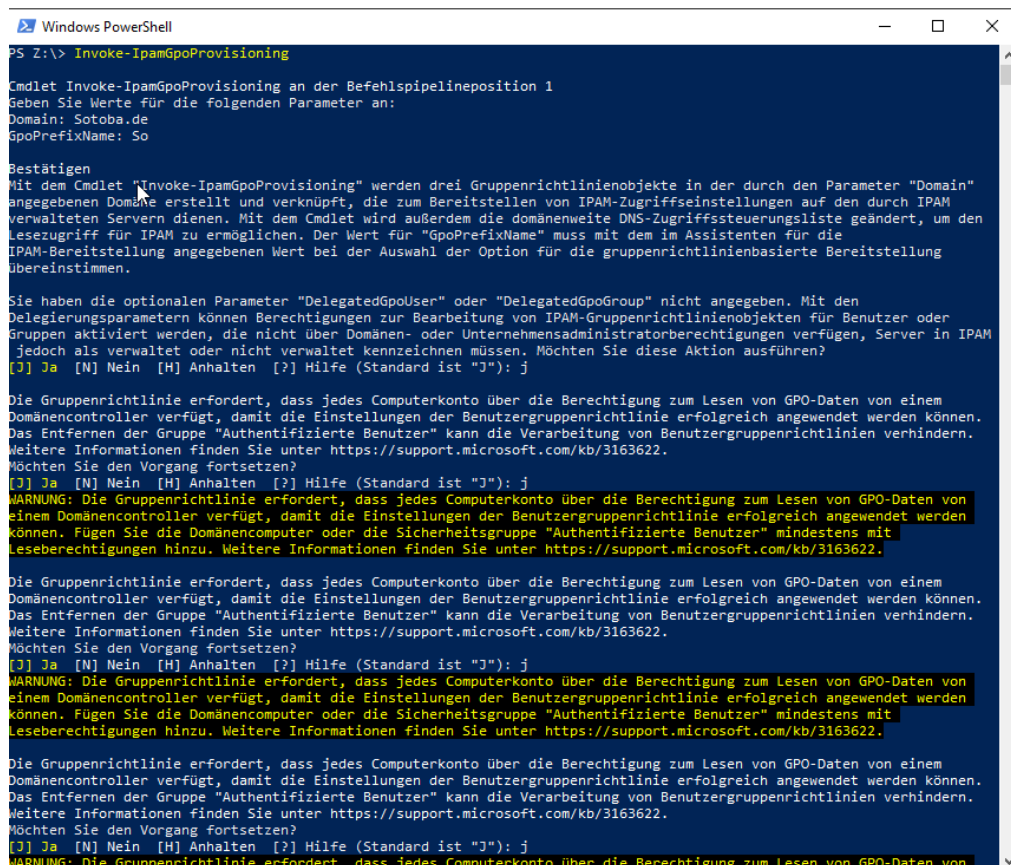 Windows PowerShell
PS Z:\> Invoke-IpamGpoProvisioning
Cmdlet Invoke-IpamGpoProvisioning an der Befehlspipelineposition 1
Geben Sie Werte für die folgenden Parameter an:
Domain: Sotoba.de
GpoPrefixName: So
Bestätigen
Mit dem Cmdlet "Invoke-IpamGpoProvisioning" werden drei Gruppenrichtlinienobjekte in der durch den Parameter "Domain"
angegebenen Domäne erstellt und verknüpft, die zum Bereitstellen von IPAM-Zugriffseinstellungen auf den durch IPAM
verwalteten Servern dienen. Mit dem Cmdlet wird außerdem die domänenweite DNS-Zugriffssteuerungsliste geändert, um den
Lesezugriff für IPAM zu ermöglichen. Der Wert für "GpoPrefixName" muss mit dem im Assistenten für die
IPAM-Bereitstellung angegebenen Wert bei der Auswahl der Option für die gruppenrichtlinienbasierte Bereitstellung
übereinstimmen.
Sie haben die optionalen Parameter "DelegatedGpoUser" oder "DelegatedGpoGroup" nicht angegeben. Mit den
Delegierungsparametern können Berechtigungen zur Bearbeitung von IPAM-Gruppenrichtlinienobjekten für Benutzer oder
Gruppen aktiviert werden, die nicht über Domänen- oder Unternehmensadministratorberechtigungen verfügen, Server in IPAM
jedoch als verwaltet oder nicht verwaltet kennzeichnen müssen. Möchten Sie diese Aktion ausführen?
[J] Ja  [N] Nein  [H] Anhalten  [?] Hilfe (Standard ist "J"): j
Die Gruppenrichtlinie erfordert, dass jedes Computerkonto über die Berechtigung zum Lesen von GPO-Daten von einem
Domänencontroller verfügt, damit die Einstellungen der Benutzergruppenrichtlinie erfolgreich angewendet werden können.
Das Entfernen der Gruppe "Authentifizierte Benutzer" kann die Verarbeitung von Benutzergruppenrichtlinien verhindern.
Weitere Informationen finden Sie unter https://support.microsoft.com/kb/3163622.
Möchten Sie den Vorgang fortsetzen?
[J] Ja  [N] Nein  [H] Anhalten  [?] Hilfe (Standard ist "J"): j
WARNUNG: Die Gruppenrichtlinie erfordert, dass jedes Computerkonto über die Berechtigung zum Lesen von GPO-Daten von
einem Domänencontroller verfügt, damit die Einstellungen der Benutzergruppenrichtlinie erfolgreich angewendet werden
können. Fügen Sie die Domänencomputer oder die Sicherheitsgruppe "Authentifizierte Benutzer" mindestens mit
Leseberechtigungen hinzu. Weitere Informationen finden Sie unter https://support.microsoft.com/kb/3163622.
Die Gruppenrichtlinie erfordert, dass jedes Computerkonto über die Berechtigung zum Lesen von GPO-Daten von einem
Domänencontroller verfügt, damit die Einstellungen der Benutzergruppenrichtlinie erfolgreich angewendet werden können.
Das Entfernen der Gruppe "Authentifizierte Benutzer" kann die Verarbeitung von Benutzergruppenrichtlinien verhindern.
Weitere Informationen finden Sie unter https://support.microsoft.com/kb/3163622.
Möchten Sie den Vorgang fortsetzen?
[J] Ja  [N] Nein  [H] Anhalten  [?] Hilfe (Standard ist "J"): j
WARNUNG: Die Gruppenrichtlinie erfordert, dass jedes Computerkonto über die Berechtigung zum Lesen von GPO-Daten von
einem Domänencontroller verfügt, damit die Einstellungen der Benutzergruppenrichtlinie erfolgreich angewendet werden
können. Fügen Sie die Domänencomputer oder die Sicherheitsgruppe "Authentifizierte Benutzer" mindestens mit
Leseberechtigungen hinzu. Weitere Informationen finden Sie unter https://support.microsoft.com/kb/3163622.
Die Gruppenrichtlinie erfordert, dass jedes Computerkonto über die Berechtigung zum Lesen von GPO-Daten von einem
Domänencontroller verfügt, damit die Einstellungen der Benutzergruppenrichtlinie erfolgreich angewendet werden können.
Das Entfernen der Gruppe "Authentifizierte Benutzer" kann die Verarbeitung von Benutzergruppenrichtlinien verhindern.
Weitere Informationen finden Sie unter https://support.microsoft.com/kb/3163622.
Möchten Sie den Vorgang fortsetzen?
[J] Ja  [N] Nein  [H] Anhalten  [?] Hilfe (Standard ist "J"): j
WARNUNG: Die Gruppenrichtlinie erfordert, dass jedes Computerkonto über die Berechtigung zum Lesen von GPO-Daten von